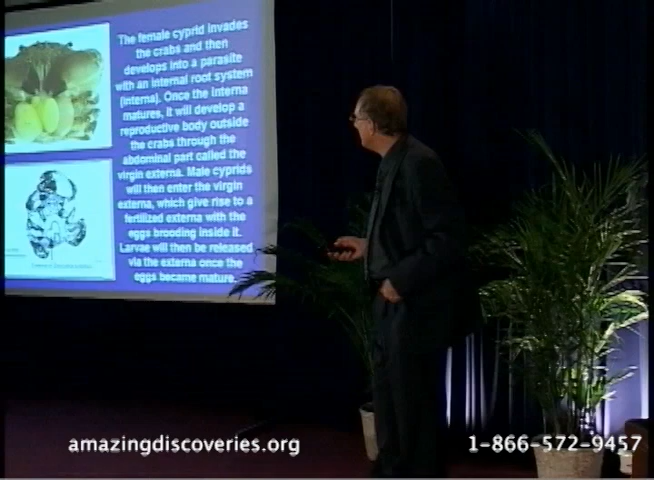 The female cyprid invades
the crabs and then
develops into a parasite
with an internal root system
(interna). Once the interna
matures, it will develop a
reproductive body outside
the crabs through the
abdominal part called the
virgin externa. Male cyprids
will then enter the virgin
externa, which give rise to a
fertilized externa with the
eggs brooding inside it.
Larvae will then be released
via the externa once the
eggs became mature.
amazingdiscoveries.org
1-866-572-9457